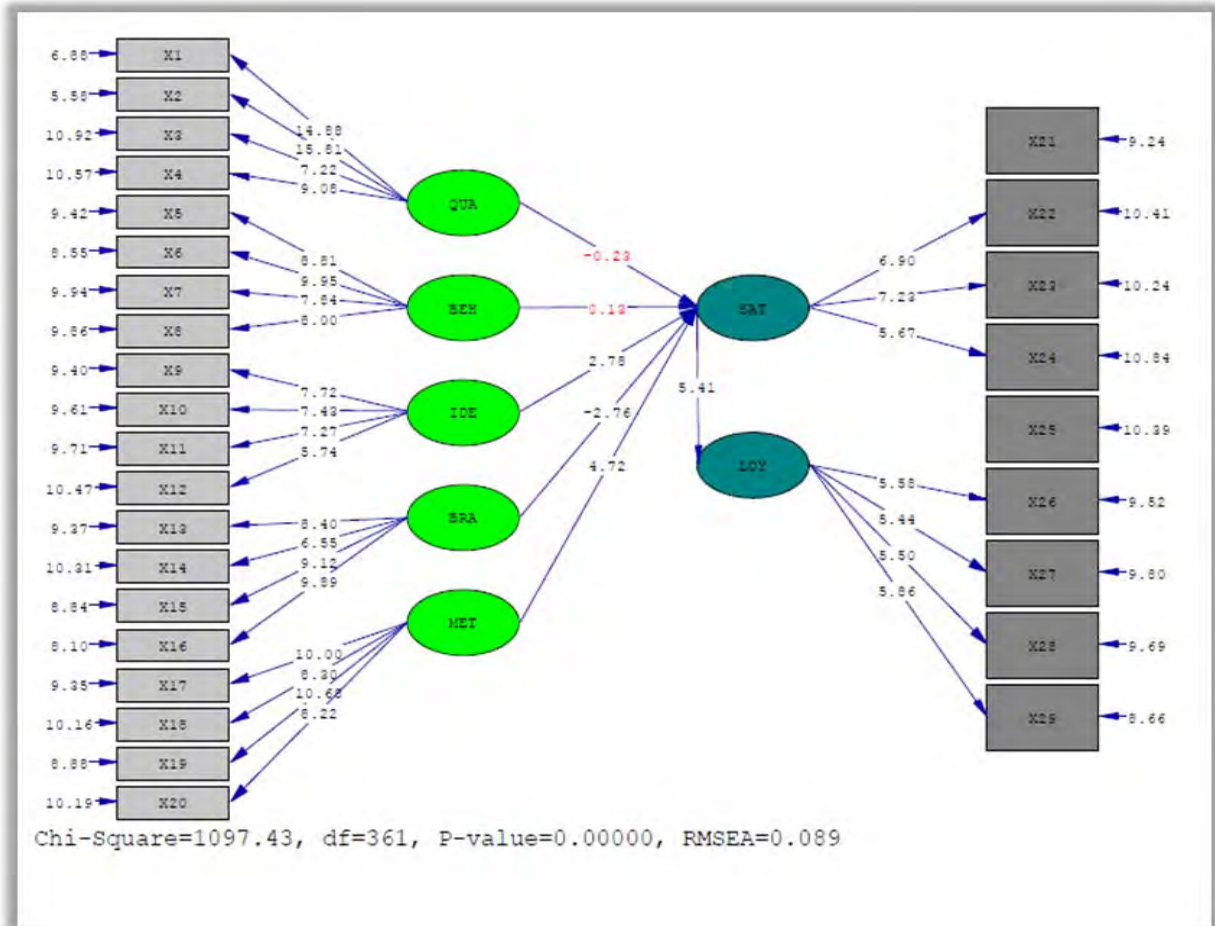 6.88 X1
5.58 X2
10.92 X3
10.57 X4
9.42 X5
8.55 X6
9.94 X7
9.86 X8
9.40 X9
9.61 X10
9.71 X11
10.47 X12
9.37 X13
10.31 X14
8.84 X15
8.10 X16
9.35 X17
10.16 X18
8.88 X19
10.19 X20
14.88
15.81
7.22
9.08
8.81
9.95
7.84
8.00
7.72
7.43
7.27
5.74
8.40
6.55
9.12
9.89
10.00
8.30
10.68
8.22
QUA
BEH
IDE
BRA
MET
-0.23
0.13
2.78
-2.76
4.72
SAT
5.41
LOY
6.90
7.23
5.67
5.58
5.44
5.50
5.86
X21 9.24
X22 10.41
X23 10.24
X24 10.84
X25 10.39
X26 9.52
X27 9.80
X28 9.69
X29 8.66
Chi-Square=1097.43, df=361, P-value=0.00000, RMSEA=0.089